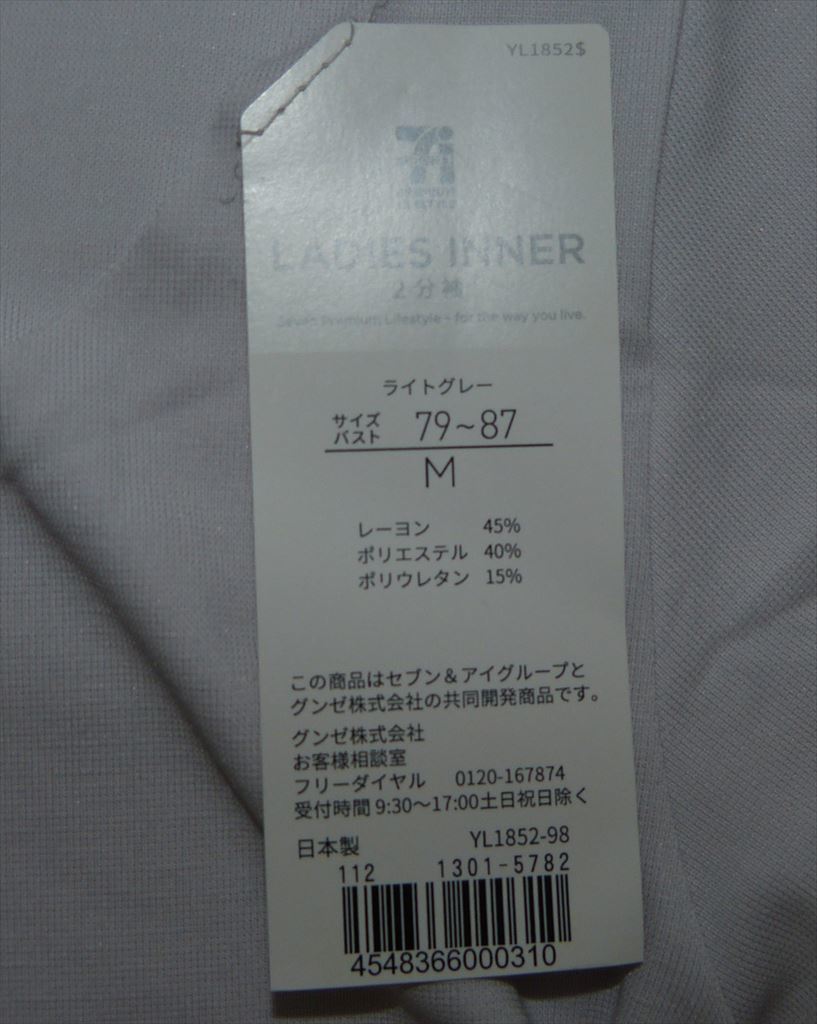 YL1852$
PREMIUM
LIFESTYLE
LADIES INNER
2分袖
Seven Premium Lifestyle - for the way you live.
ライトグレー
サイズ
バスト 79~87
M
レーヨン 45%
ポリエステル 40%
ポリウレタン 15%
この商品はセブン&アイグループと
グンゼ株式会社の共同開発商品です。
グンゼ株式会社
お客様相談室
フリーダイヤル 0120-167874
受付時間 9:30〜17:00土日祝日除く
日本製 YL1852-98
112 1301-5782
4548366000310